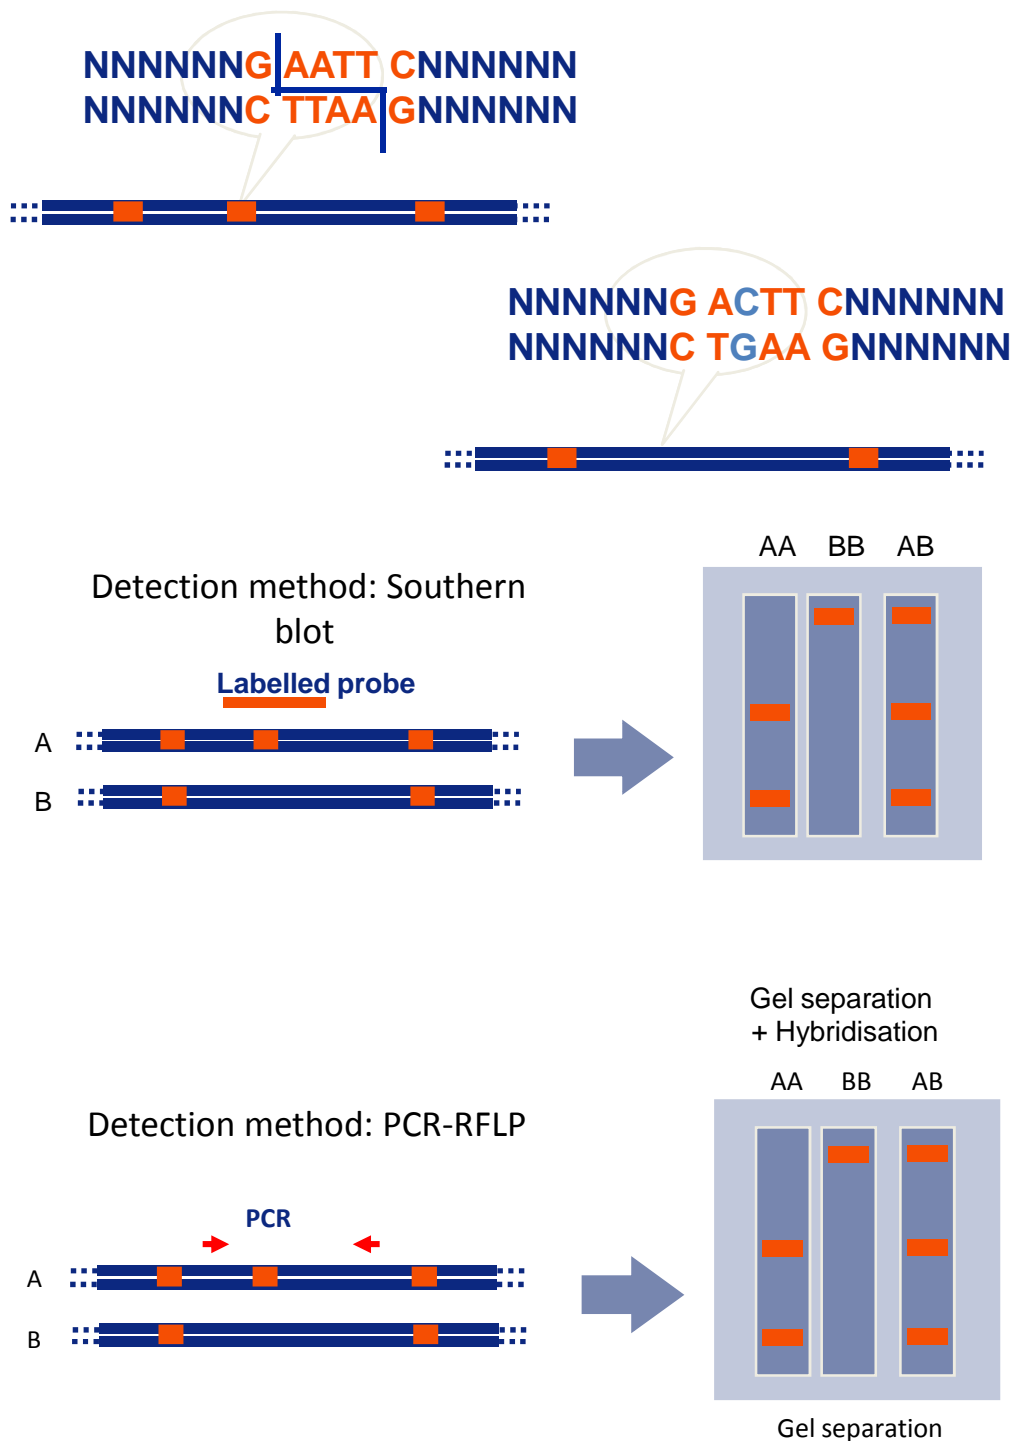 NNNNNNG AATT CNNNNNN
NNNNNNC TTAA GNNNNNN
NNNNNNG ACTT CNNNNNN
NNNNNNC TGAA GNNNNNN
AA BB AB
Detection method: Southern
blot
Labelled probe
A
B
Gel separation
+ Hybridisation
AA BB AB
Detection method: PCR-RFLP
PCR
A
B
Gel separation